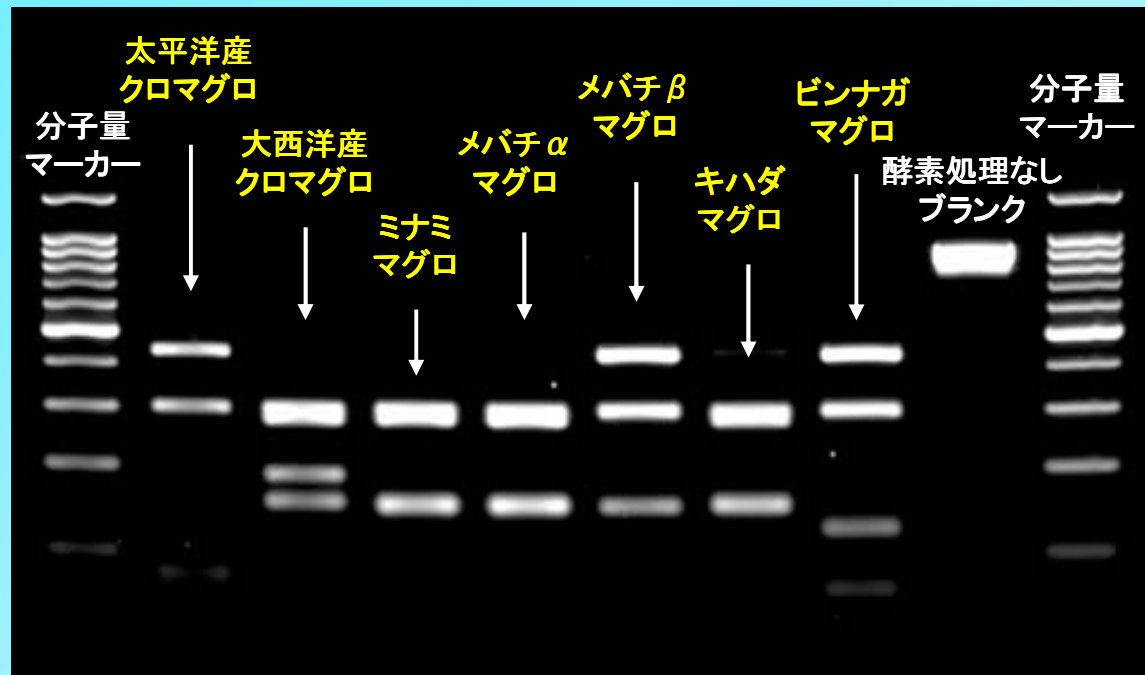 分子量
マーカー
太平洋産
クロマグロ
大西洋産
クロマグロ
ミナミ
マグロ
メバチα
マグロ
メバチβ
マグロ
キハダ
マグロ
ビンナガ
マグロ
酵素処理なし
ブランク
分子量
マーカー